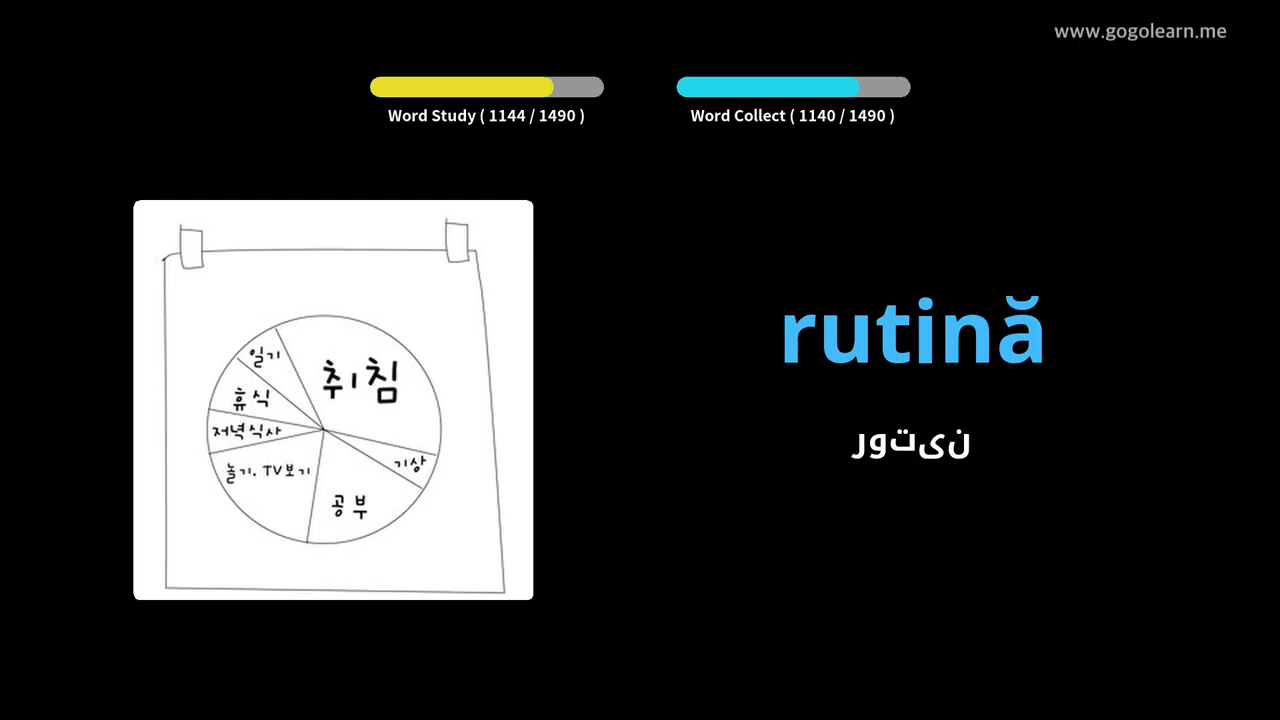 www.gogolearn.me
Word Study ( 1144 / 1490 )
Word Collect ( 1140 / 1490 )
일기
취침
휴식
저녁식사
기상
놀기. TV보기
공부
rutină
نیتور